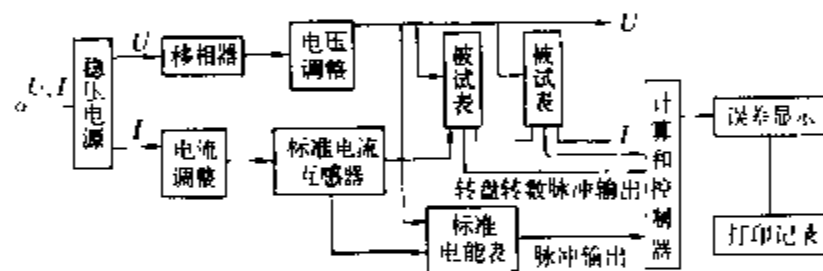 U
U
U、I
稳压电源
移相器
电压调整
被试表
被试表
I
I
电流调整
标准电流互感器
计算和控制器
误差显示
转盘转数脉冲输出
标准电能表
脉冲输出
打印记表